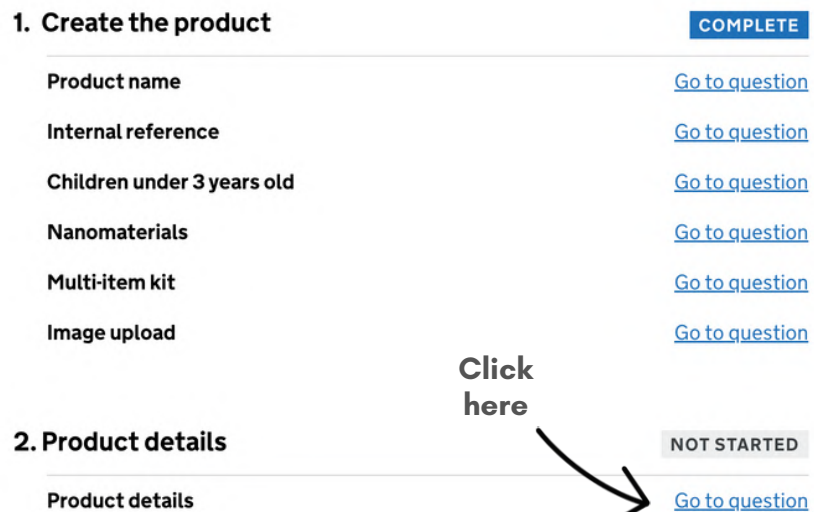 1. Create the product COMPLETE
Product name Go to question
Internal reference Go to question
Children under 3 years old Go to question
Nanomaterials Go to question
Multi-item kit Go to question
Image upload Go to question
Click
here
2. Product details NOT STARTED
Product details Go to question